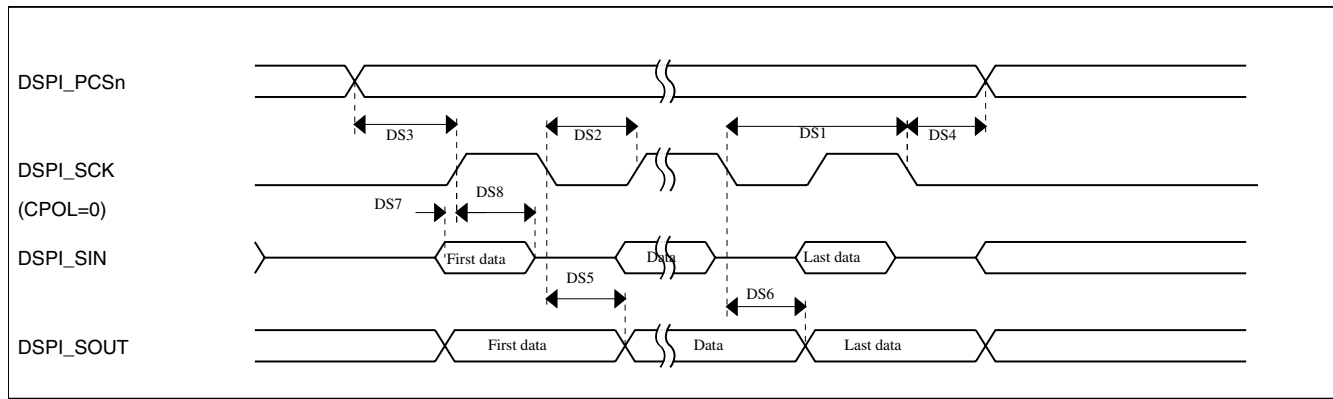 DSPI_PCSn
DS3
DS2
DS1
DS4
DSPI_SCK
(CPOL=0)
DS7
DS8
DSPI_SIN
First data
Data
Last data
DS5
DS6
DSPI_SOUT
First data
Data
Last data